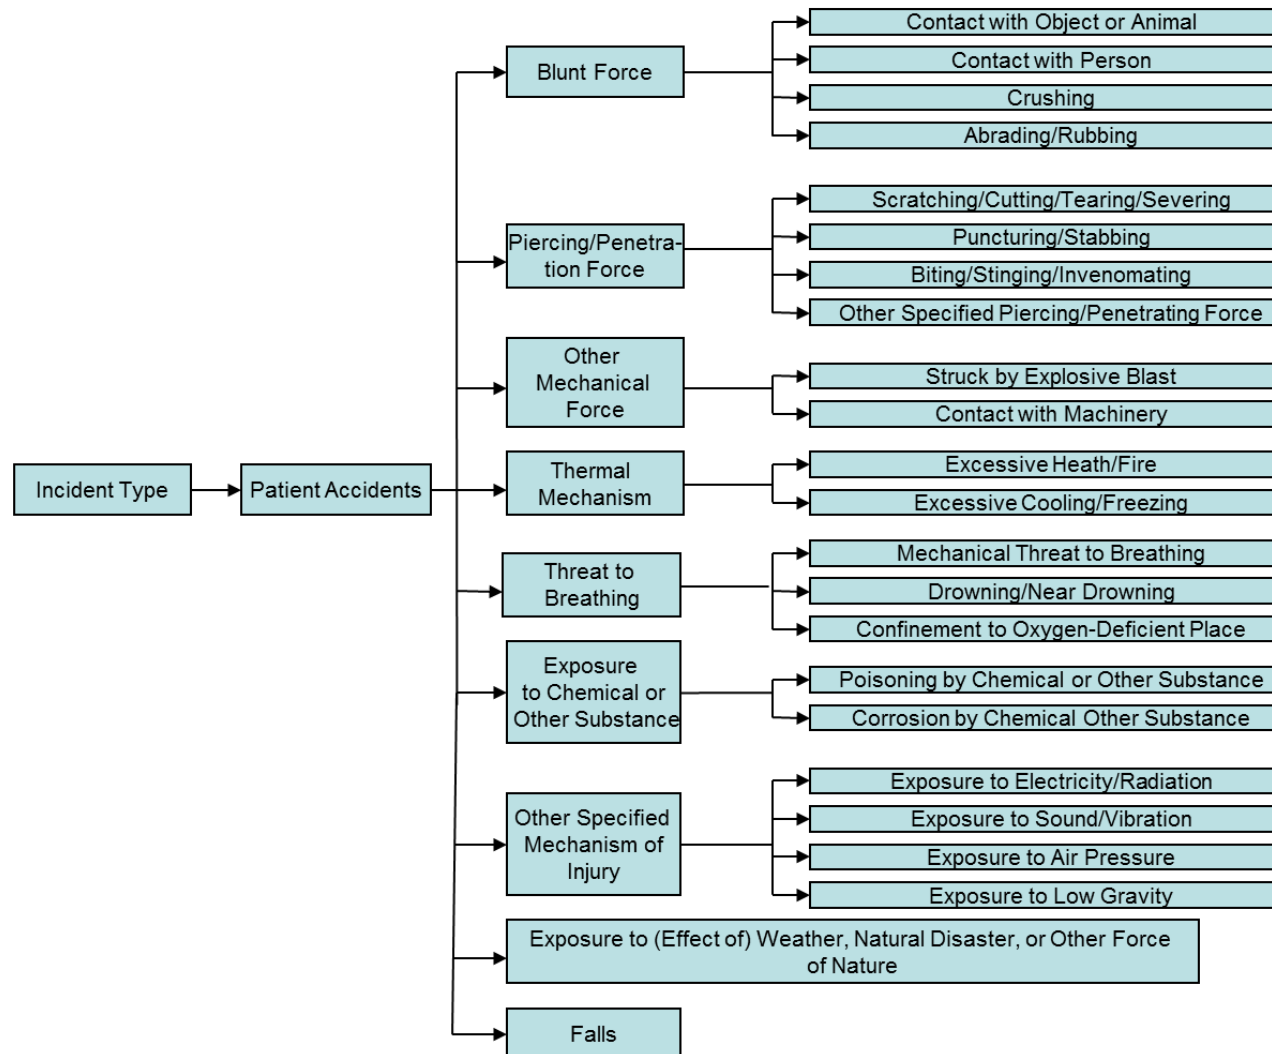 Incident Type
Patient Accidents
Blunt Force
Contact with Object or Animal
Contact with Person
Crushing
Abrading/Rubbing
Piercing/Penetra-
tion Force
Scratching/Cutting/Tearing/Severing
Puncturing/Stabbing
Biting/Stinging/Invenomating
Other Specified Piercing/Penetrating Force
Other
Mechanical
Force
Struck by Explosive Blast
Contact with Machinery
Thermal
Mechanism
Excessive Heath/Fire
Excessive Cooling/Freezing
Threat to
Breathing
Mechanical Threat to Breathing
Drowning/Near Drowning
Confinement to Oxygen-Deficient Place
Exposure
to Chemical or
Other Substance
Poisoning by Chemical or Other Substance
Corrosion by Chemical Other Substance
Other Specified
Mechanism of
Injury
Exposure to Electricity/Radiation
Exposure to Sound/Vibration
Exposure to Air Pressure
Exposure to Low Gravity
Exposure to (Effect of) Weather, Natural Disaster, or Other Force
of Nature
Falls